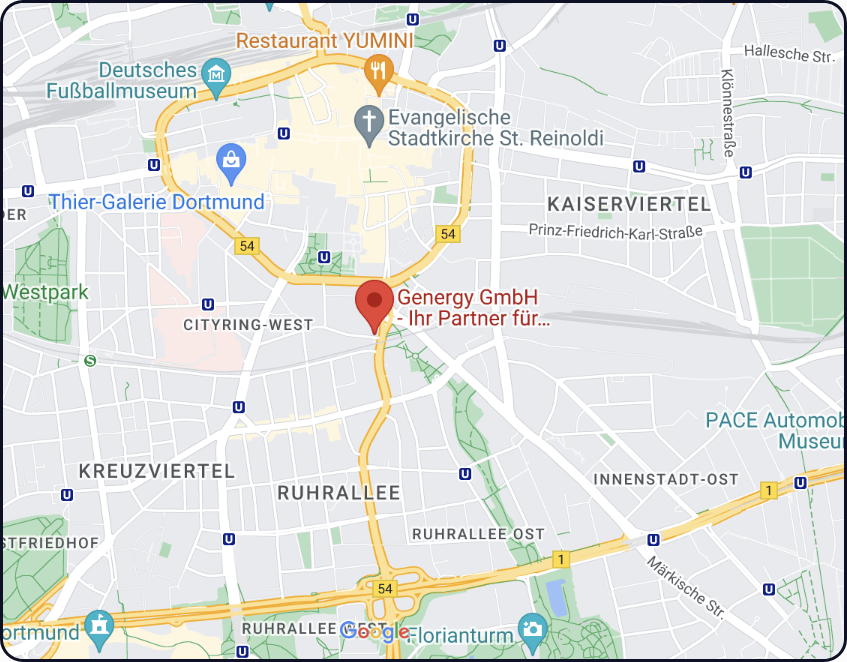 Restaurant YUMINI
Hallesche Str.
Deutsches
Fußballmuseum
Klönnestraße
Evangelische
Stadtkirche St. Reinoldi
U
U
U
U
U
U
U
Thier-Galerie Dortmund
KAISERVIERTEL
DER
Prinz-Friedrich-Karl-Straße
54
54
U
Westpark
Genergy GmbH
- Ihr Partner für...
U
CITYRING-WEST
S
U
PACE Automob
Museu
KREUZVIERTEL
U
INNENSTADT-OST
RUHRALLEE
U
1
U
STFRIEDHOF
U
RUHRALLEE OST
U
1
Märkische Str.
54
U
ortmund
RUHRALLEE WEST
Google
Florianturm
U